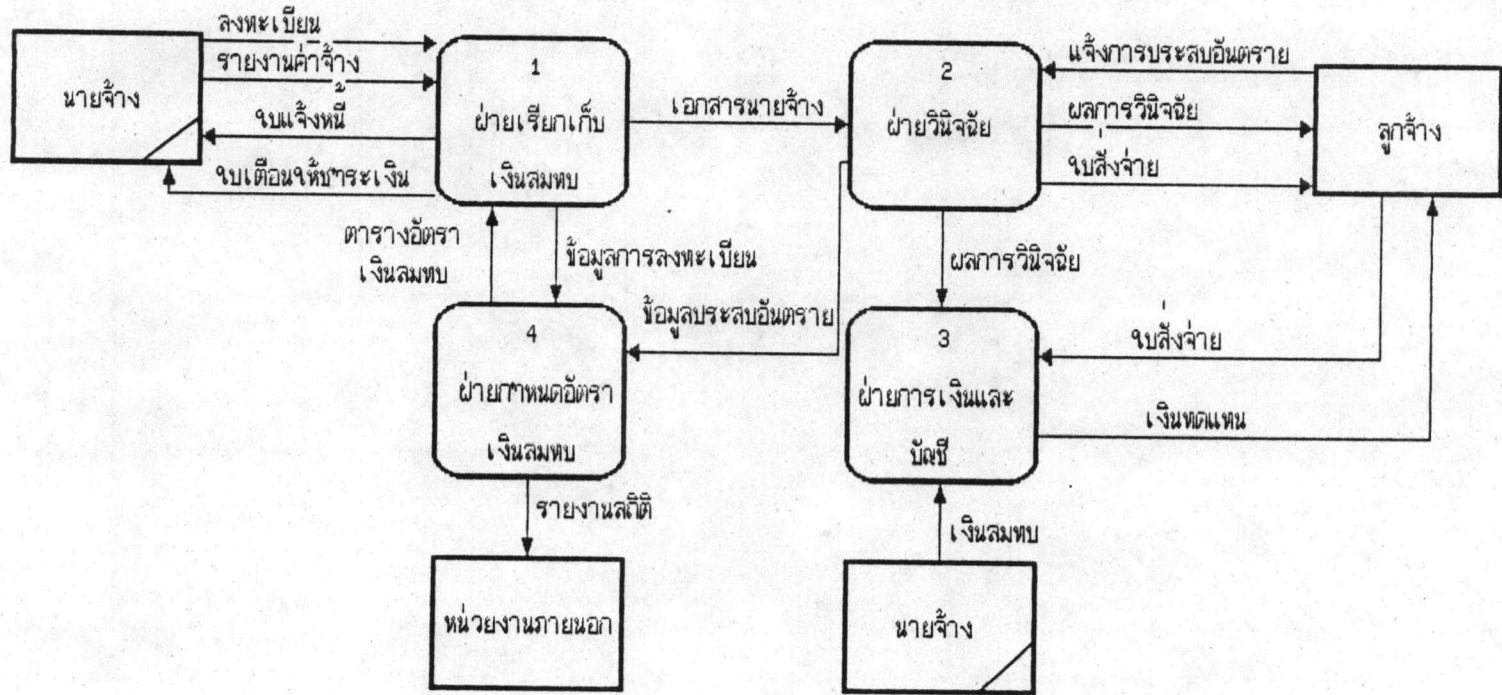 ลงทะเบียน
รายงานค่าจ้าง
นายจ้าง
ใบแจ้งหนี้
ใบเตือนให้ชำระเงิน
1
ฝ่ายเรียกเก็บ
เงินสมทบ
เอกสารนายจ้าง
2
ฝ่ายวินิจฉัย
แจ้งการประสบอันตราย
ผลการวินิจฉัย
ใบสั่งจ่าย
ลูกจ้าง
ตารางอัตรา
เงินสมทบ
ข้อมูลการลงทะเบียน
ผลการวินิจฉัย
ข้อมูลประสบอันตราย
4
ฝ่ายกำหนดอัตรา
เงินสมทบ
3
ฝ่ายการเงินและ
บัญชี
ใบสั่งจ่าย
เงินทดแทน
รายงานสถิติ
เงินสมทบ
หน่วยงานภายนอก
นายจ้าง